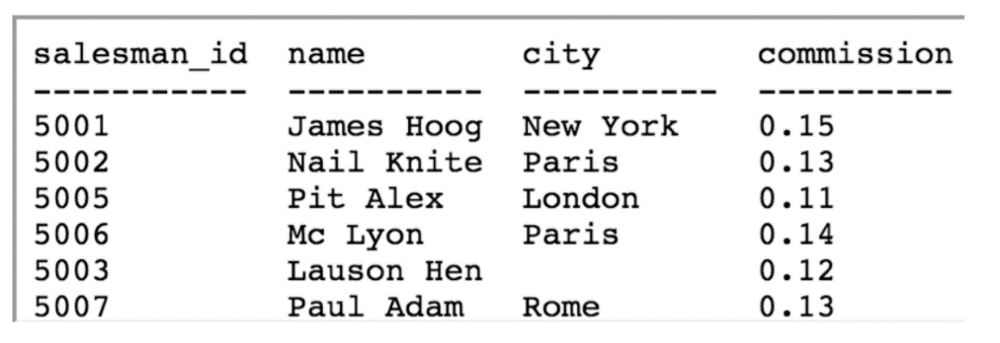 salesman_id  name        city        commission
-----------  ----------  ----------  ----------
5001         James Hoog  New York    0.15
5002         Nail Knite  Paris       0.13
5005         Pit Alex    London      0.11
5006         Mc Lyon     Paris       0.14
5003         Lauson Hen              0.12
5007         Paul Adam   Rome        0.13